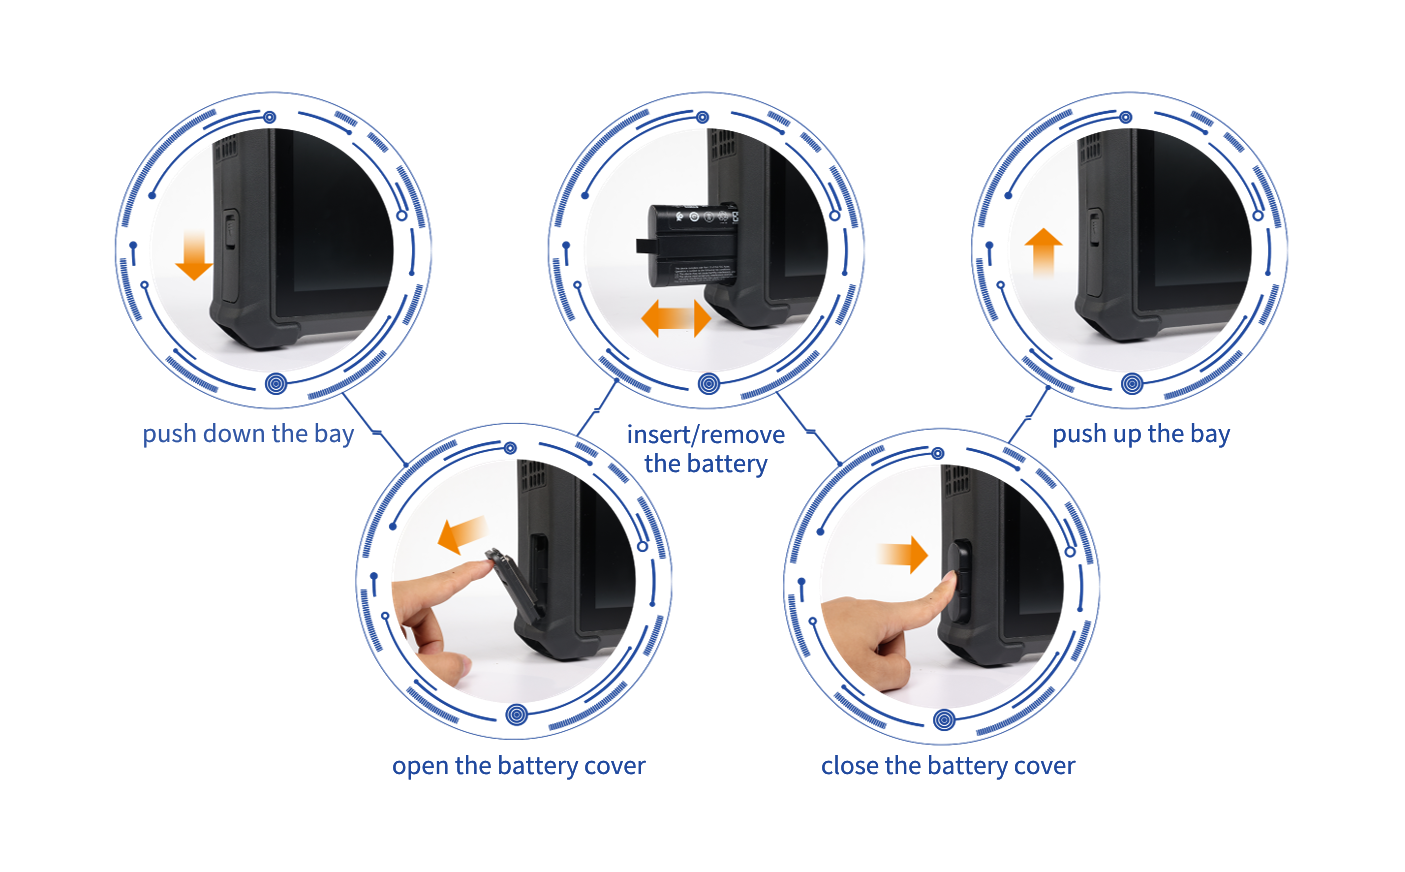 push down the bay
open the battery cover
insert/remove
the battery
close the battery cover
push up the bay